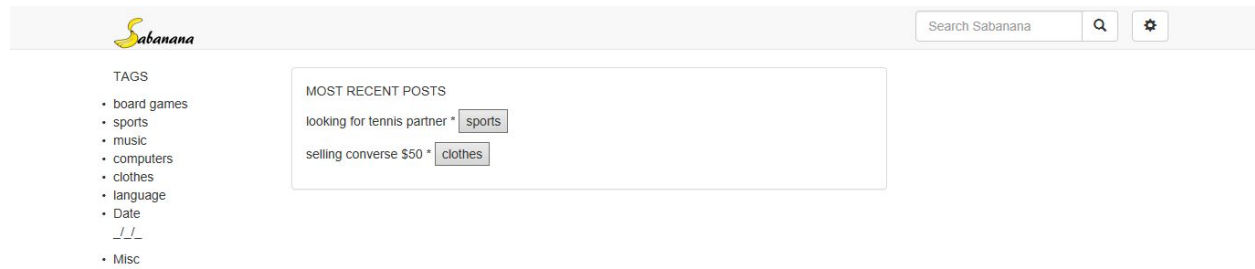 Sabanana
Search Sabanana
TAGS
• board games
• sports
• music
• computers
• clothes
• language
• Date
_/_/_
• Misc
MOST RECENT POSTS
looking for tennis partner * sports
selling converse $50 * clothes